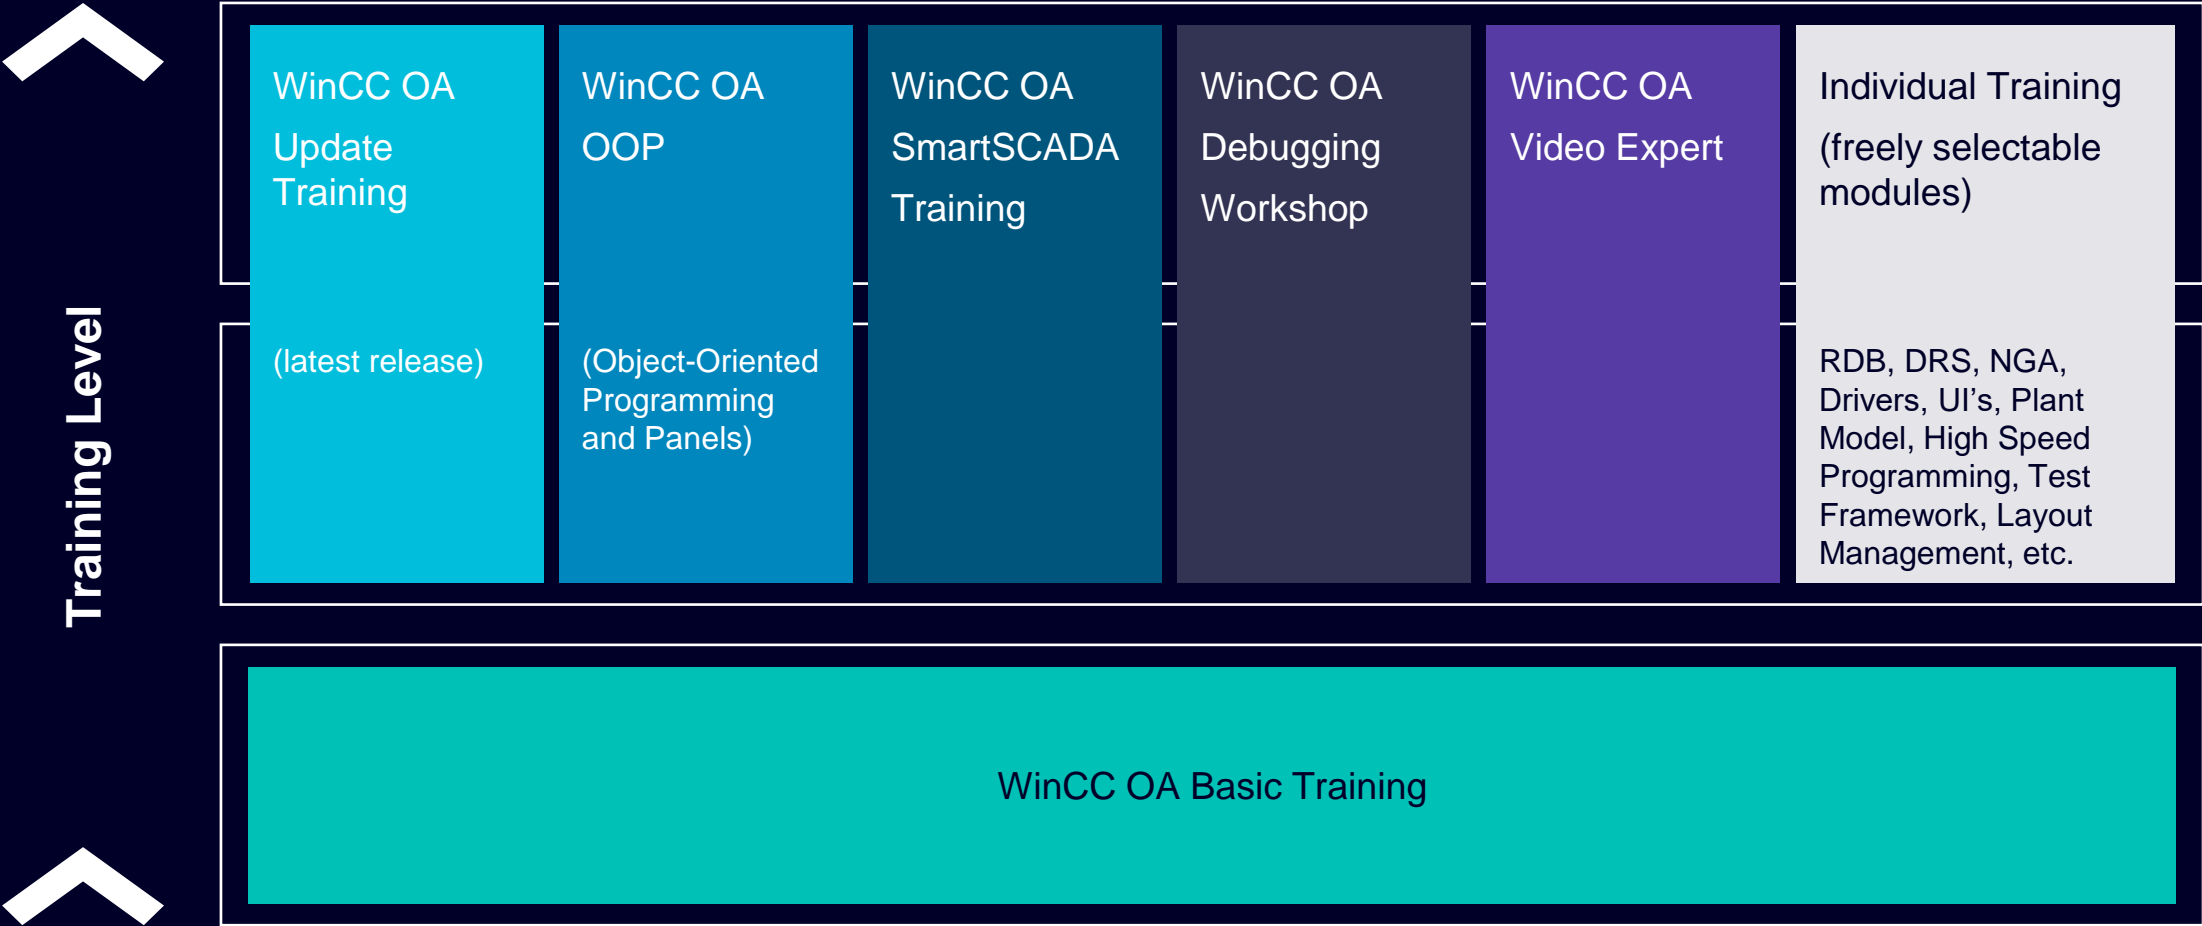 Training Level
WinCC OA
Update
Training
(latest release)
WinCC OA
OOP
(Object-Oriented
Programming
and Panels)
WinCC OA
SmartSCADA
Training
WinCC OA
Debugging
Workshop
WinCC OA
Video Expert
Individual Training
(freely selectable
modules)
RDB, DRS, NGA,
Drivers, UI’s, Plant
Model, High Speed
Programming, Test
Framework, Layout
Management, etc.
WinCC OA Basic Training